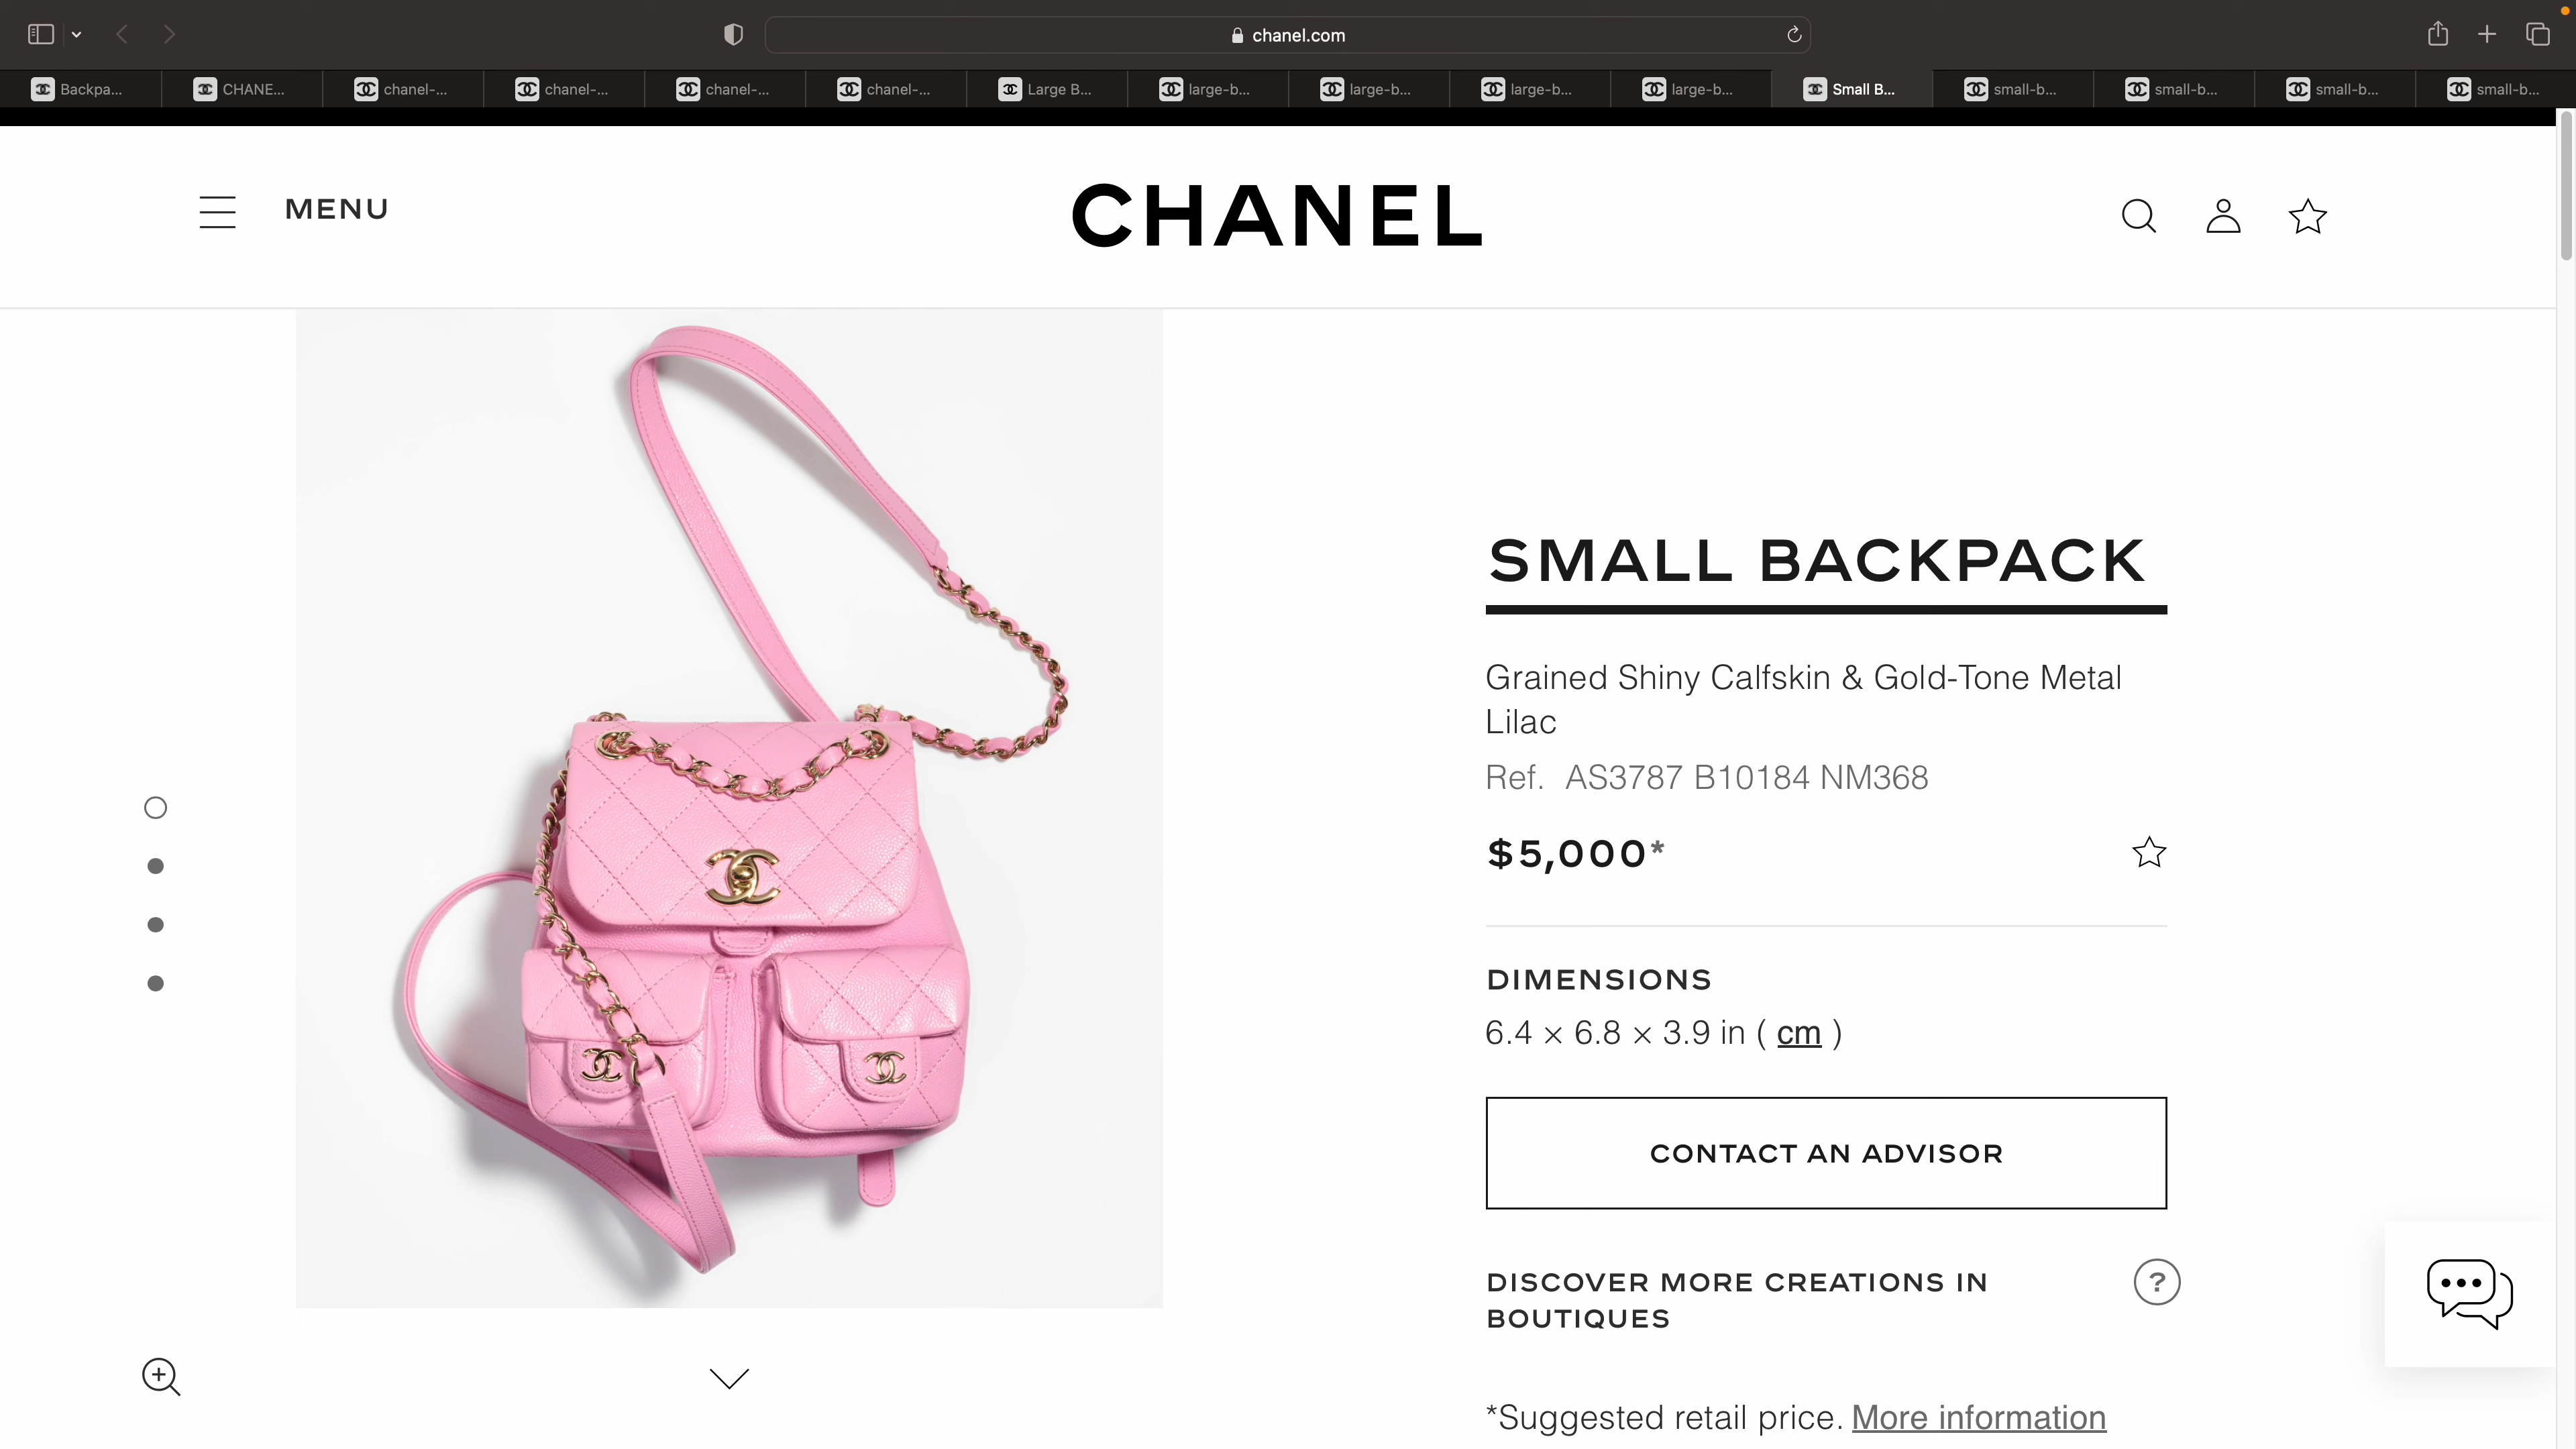 chanel.com
Backpa...
CHANE...
chanel-...
chanel-...
chanel-...
chanel-...
Large B...
large-b...
large-b...
large-b...
large-b...
Small B...
small-b...
small-b...
small-b...
small-b...
MENU
CHANEL
SMALL BACKPACK
Grained Shiny Calfskin & Gold-Tone Metal
Lilac
Ref. AS3787 B10184 NM368
$5,000*
DIMENSIONS
6.4 × 6.8 × 3.9 in ( cm )
CONTACT AN ADVISOR
DISCOVER MORE CREATIONS IN
BOUTIQUES
?
*Suggested retail price. More information